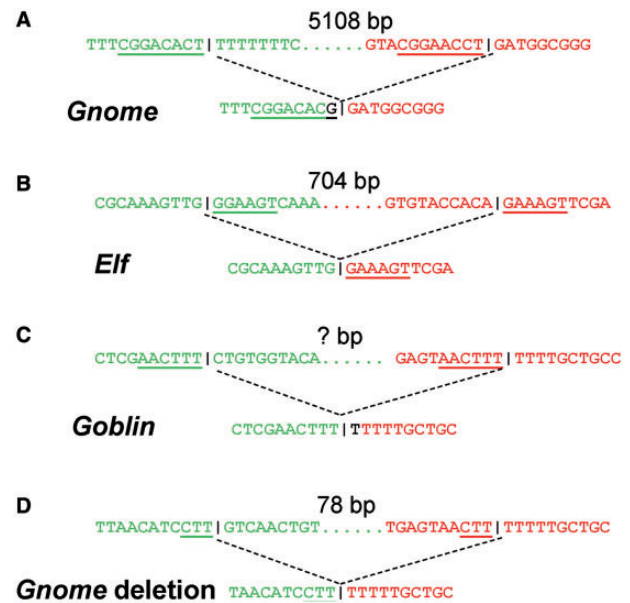 A
5108 bp
TTTCGGACACT|TTTTTTTC......GTACGGAACCT|GATGGCGGG
Gnome
TTTCGGACACG|GATGGCGGG
B
704 bp
CGCAAAGTTG|GGAAGTCAAA......GTGTACCACA|GAAAGTTCGA
Elf
CGCAAAGTTG|GAAAGTTCGA
C
? bp
CTCGAACTTT|CTGTGGTACA...... GAGTAACTTT|TTTTGCTGCC
Goblin
CTCGAACTTT|TTTTTGCTGC
D
78 bp
TTAACATCCTT|GTCAACTGT......TGAGTAACTT|TTTTTGCTGC
Gnome deletion
TAACATCCTT|TTTTTGCTGC